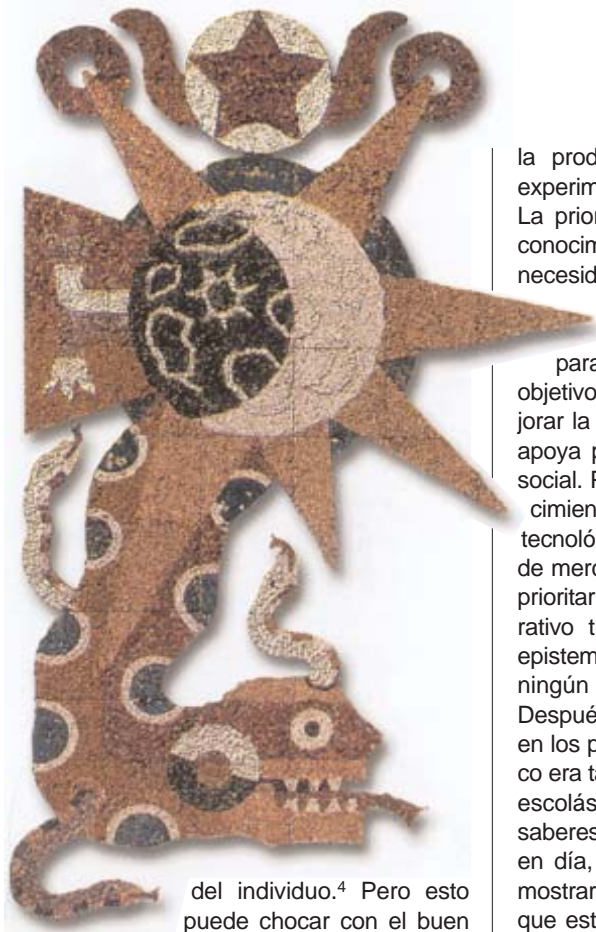 del individuo.⁴ Pero esto
puede chocar con el buen
la prod
experim
La prior
conocim
necesid
para
objetivo
jorar la
apoya p
social. P
cimien
tecnoló
de merc
prioritar
rativo t
epistem
ningún
Despué
en los p
co era ta
escolás
saberes
en día,
mostrar
que est